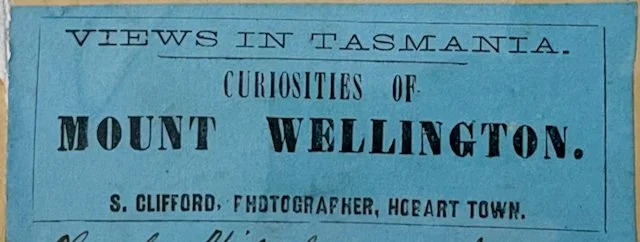 VIEWS IN TASMANIA.
CURIOSITIES OF
MOUNT WELLINGTON.
S. CLIFFORD, PHOTOGRAPHER, HOBART TOWN.